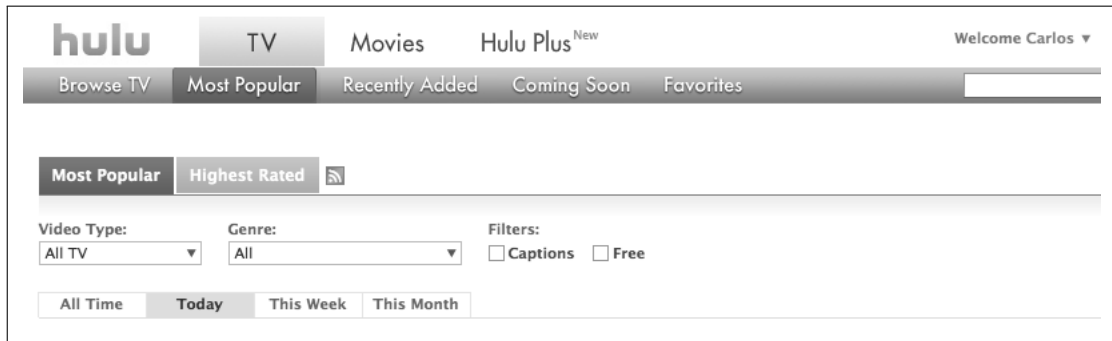 hulu TV Movies Hulu Plus New Welcome Carlos ▼
Browse TV Most Popular Recently Added Coming Soon Favorites
Most Popular Highest Rated
Video Type: Genre: Filters:
All TV ▼ All ▼ Captions Free
All Time Today This Week This Month